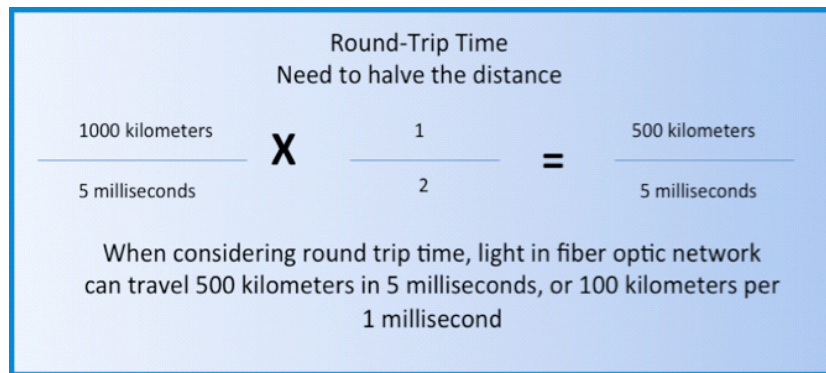 Round-Trip Time
Need to halve the distance
1000 kilometers
5 milliseconds
X
1
2
=
500 kilometers
5 milliseconds
When considering round trip time, light in fiber optic network
can travel 500 kilometers in 5 milliseconds, or 100 kilometers per
1 millisecond